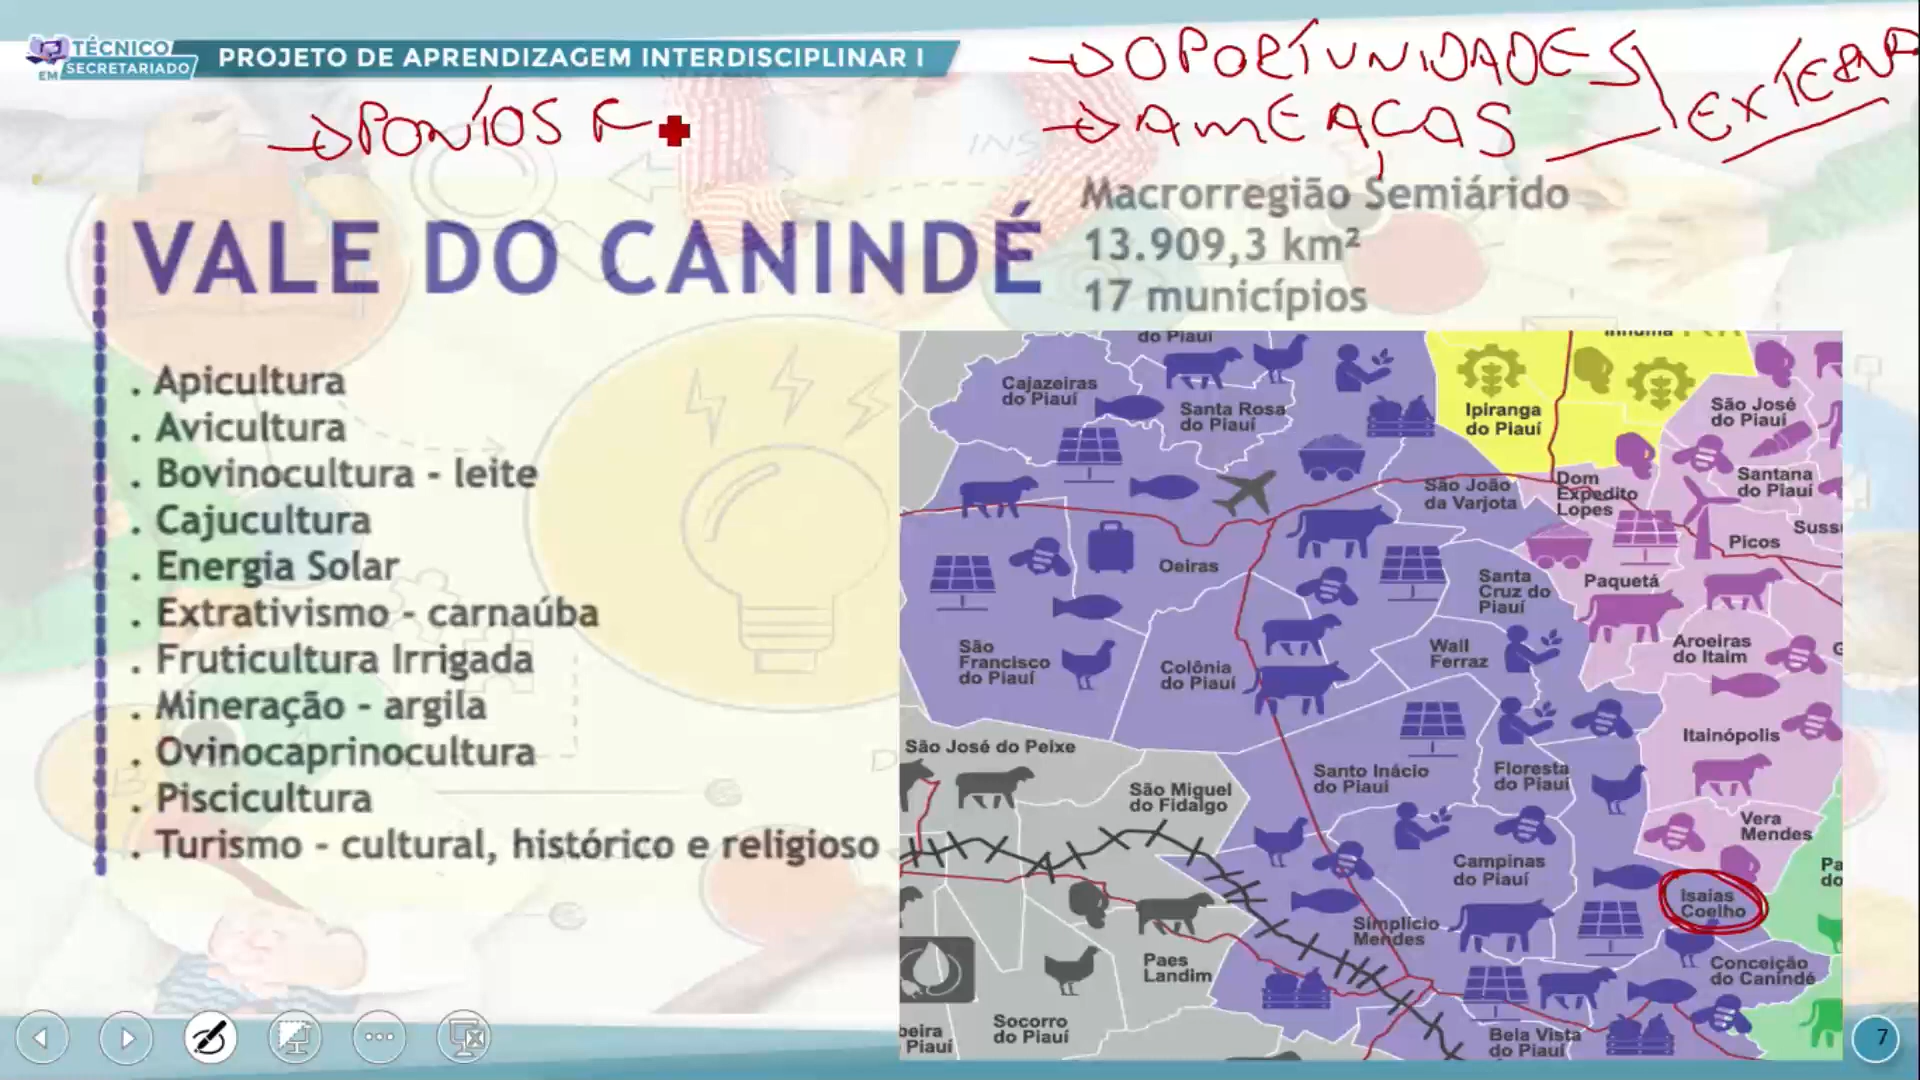 TÉCNICO
EM SECRETARIADO
PROJETO DE APRENDIZAGEM INTERDISCIPLINAR I
→ OPORTUNIDADES
→ AMEAÇAS
→ PONTOS F
VALE DO CANINDÉ
Macrorregião Semiárido
13.909,3 km²
17 municípios
. Apicultura
. Avicultura
. Bovinocultura - leite
. Cajucultura
. Energia Solar
. Extrativismo - carnaúba
. Fruticultura Irrigada
. Mineração - argila
. Ovinocaprinocultura
. Piscicultura
. Turismo - cultural, histórico e religioso
do Piauí
Cajazeiras
do Piauí
Santa Rosa
do Piauí
Ipiranga
do Piauí
São José
do Piauí
São João
da Varjota
Dom
Expedito
Lopes
Santana
do Piauí
Picos
Oeiras
Santa
Cruz do
Piauí
Paquetá
São
Francisco
do Piauí
Colônia
do Piauí
Wall
Ferraz
Aroeiras
do Itaim
São José do Peixe
Itainópolis
São Miguel
do Fidalgo
Santo Inácio
do Piauí
Floresta
do Piauí
Vera
Mendes
Campinas
do Piauí
Isaias
Coelho
Simplício
Mendes
Paes
Landim
Conceição
do Canindé
Socorro
do Piauí
Bela Vista
do Piauí
7